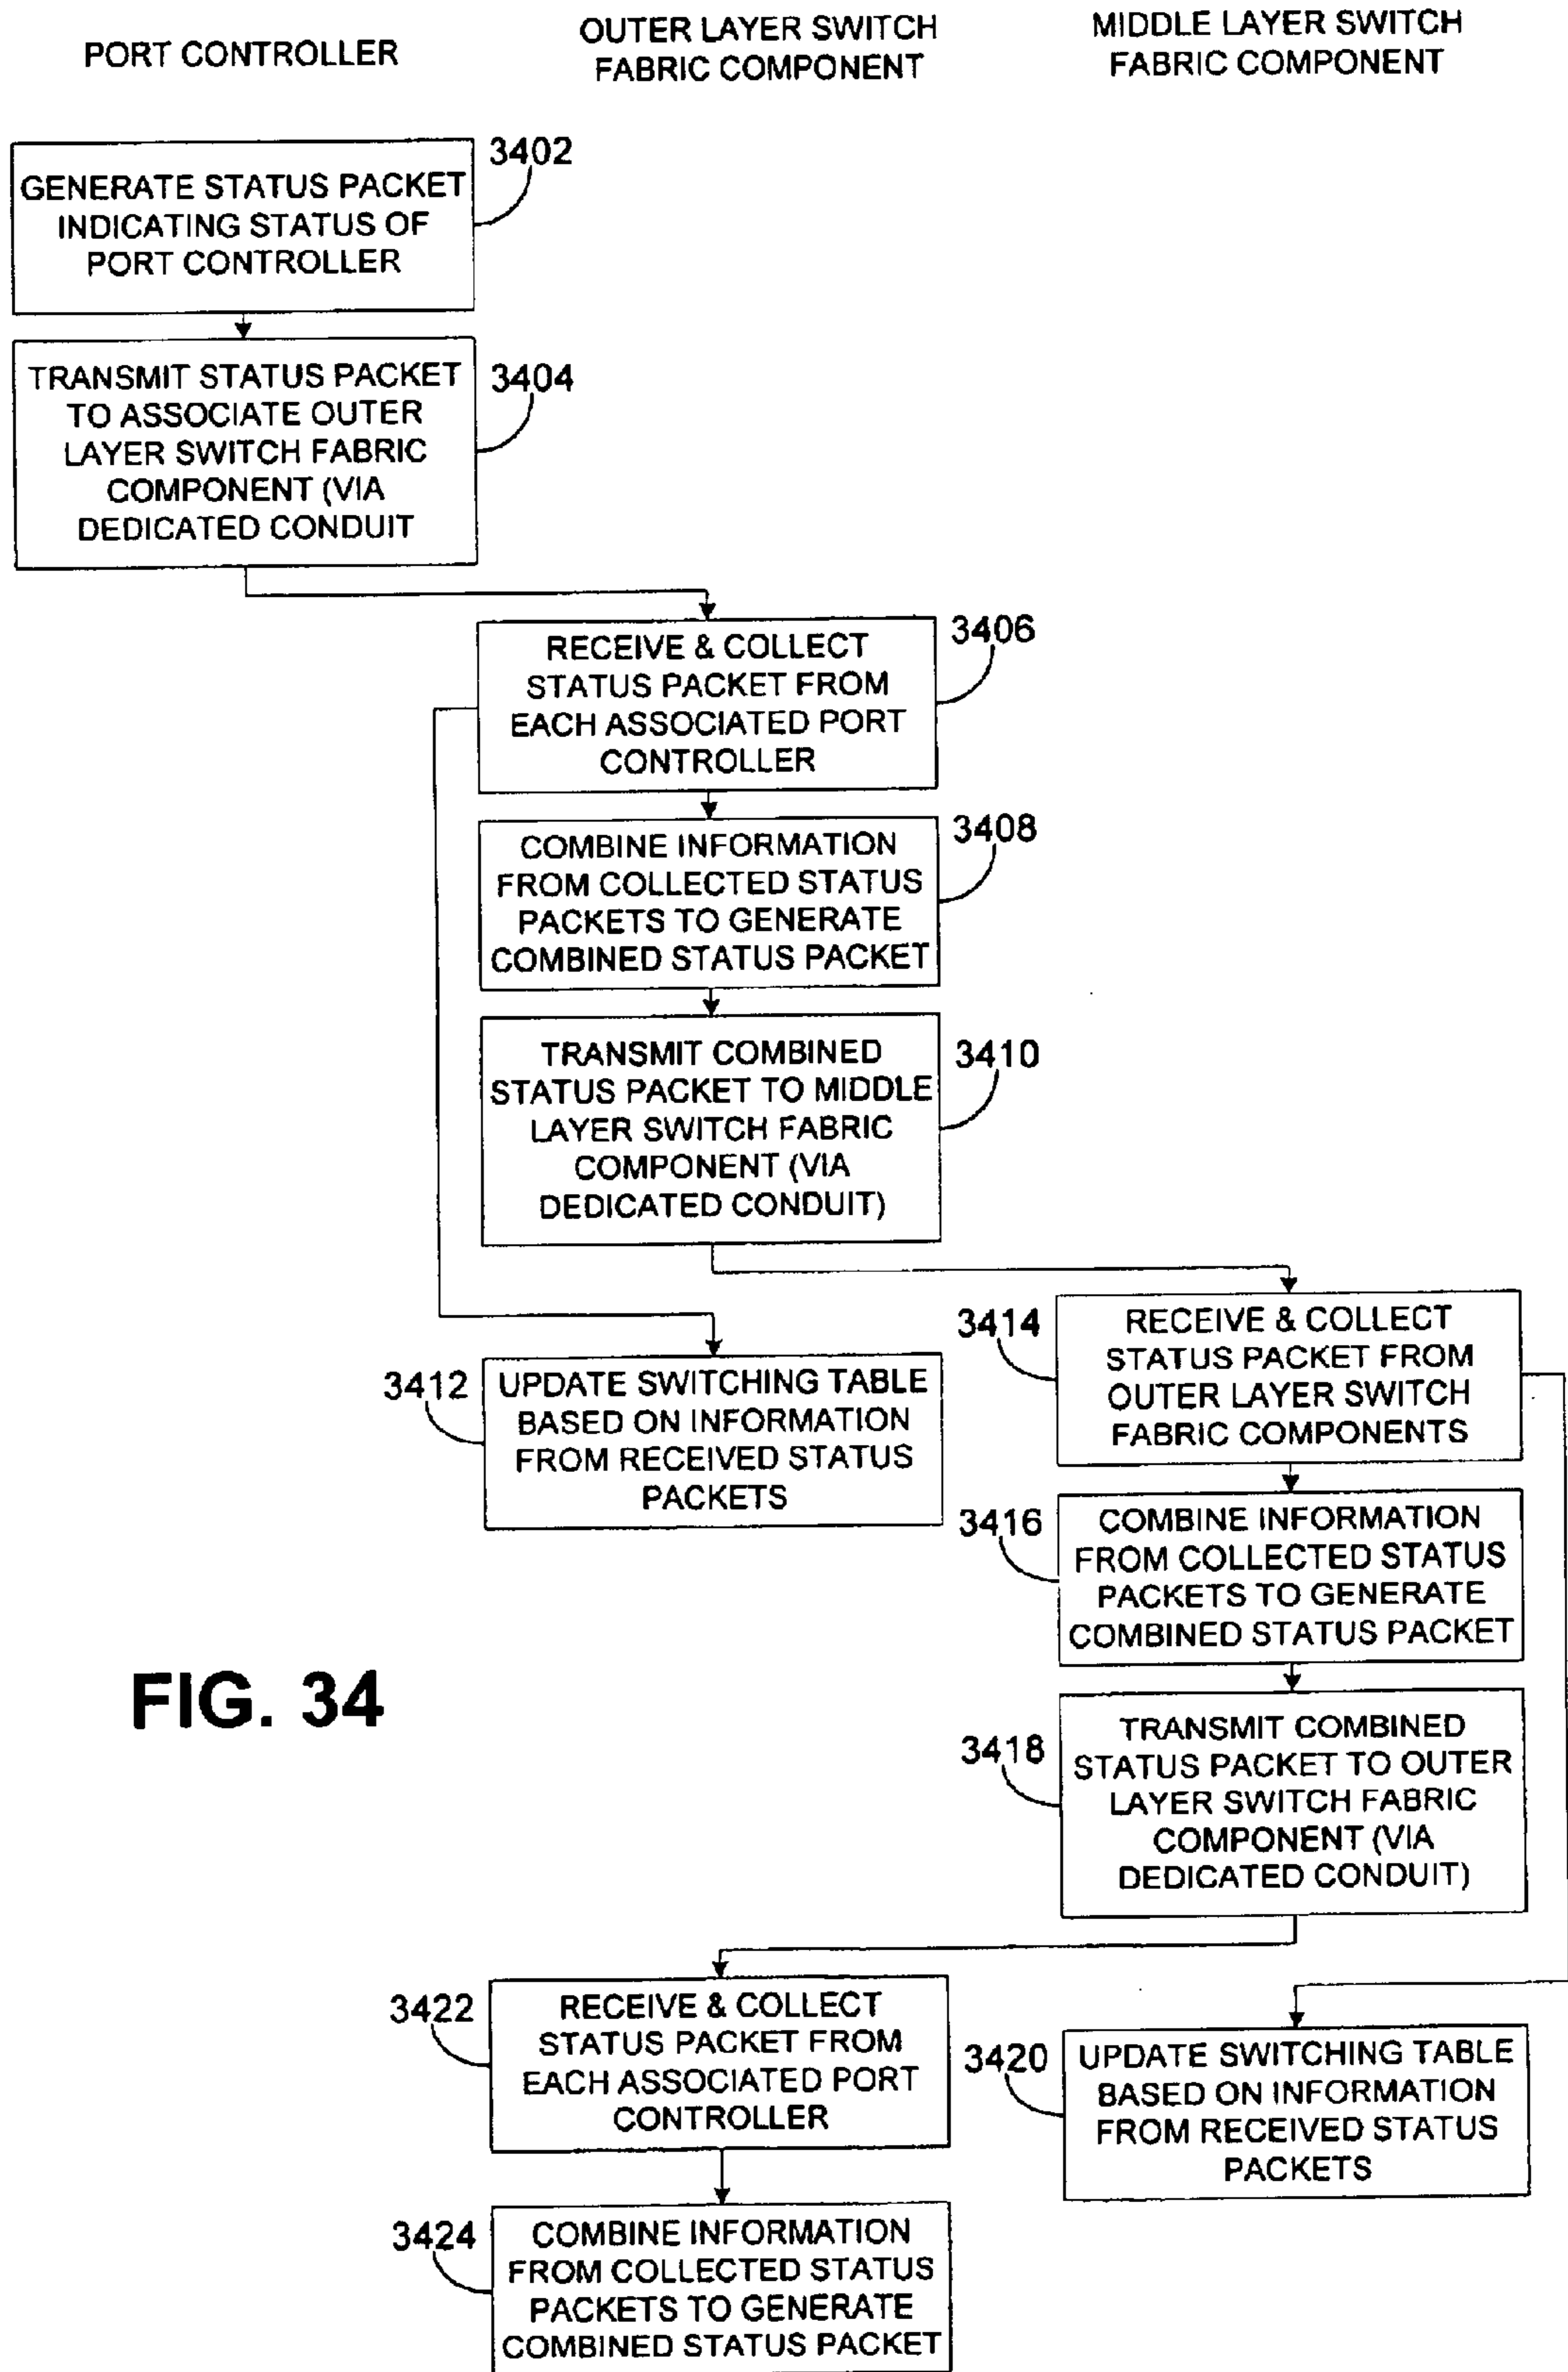 PORT CONTROLLER
OUTER LAYER SWITCH
FABRIC COMPONENT
MIDDLE LAYER SWITCH
FABRIC COMPONENT
3402
GENERATE STATUS PACKET
INDICATING STATUS OF
PORT CONTROLLER
3404
TRANSMIT STATUS PACKET
TO ASSOCIATE OUTER
LAYER SWITCH FABRIC
COMPONENT (VIA
DEDICATED CONDUIT
3406
RECEIVE & COLLECT
STATUS PACKET FROM
EACH ASSOCIATED PORT
CONTROLLER
3408
COMBINE INFORMATION
FROM COLLECTED STATUS
PACKETS TO GENERATE
COMBINED STATUS PACKET
3410
TRANSMIT COMBINED
STATUS PACKET TO MIDDLE
LAYER SWITCH FABRIC
COMPONENT (VIA
DEDICATED CONDUIT)
3412
UPDATE SWITCHING TABLE
BASED ON INFORMATION
FROM RECEIVED STATUS
PACKETS
3414
RECEIVE & COLLECT
STATUS PACKET FROM
OUTER LAYER SWITCH
FABRIC COMPONENTS
3416
COMBINE INFORMATION
FROM COLLECTED STATUS
PACKETS TO GENERATE
COMBINED STATUS PACKET
FIG. 34
3418
TRANSMIT COMBINED
STATUS PACKET TO OUTER
LAYER SWITCH FABRIC
COMPONENT (VIA
DEDICATED CONDUIT)
3422
RECEIVE & COLLECT
STATUS PACKET FROM
EACH ASSOCIATED PORT
CONTROLLER
3420
UPDATE SWITCHING TABLE
BASED ON INFORMATION
FROM RECEIVED STATUS
PACKETS
3424
COMBINE INFORMATION
FROM COLLECTED STATUS
PACKETS TO GENERATE
COMBINED STATUS PACKET